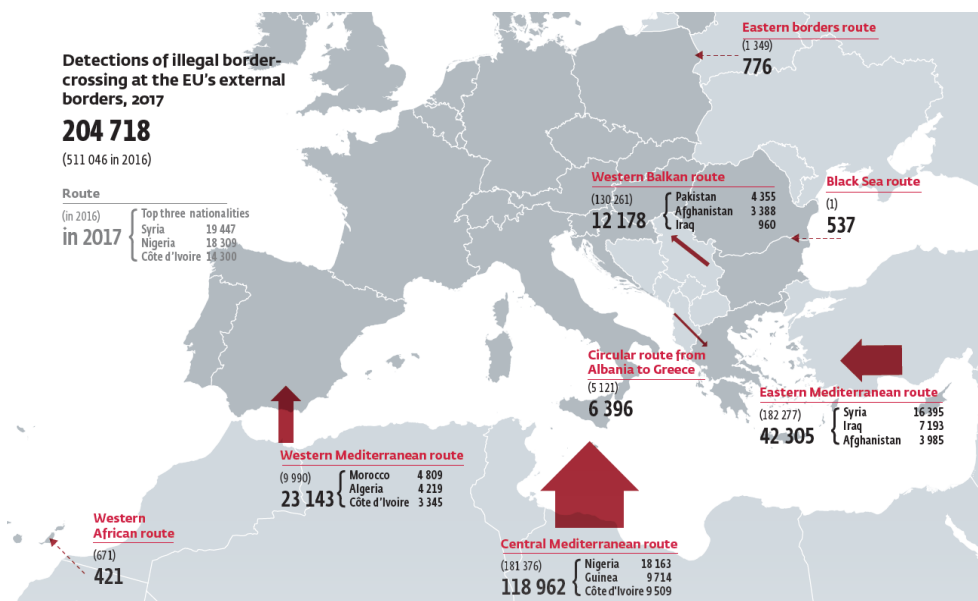 Detections of illegal border-
crossing at the EU's external
borders, 2017
204 718
(511 046 in 2016)
Route
(in 2016)
in 2017
Top three nationalities
Syria 19 447
Nigeria 18 309
Côte d'Ivoire 14 300
Eastern borders route
(1 349)
776
Western Balkan route
(130 261)
12 178
Pakistan 4 355
Afghanistan 3 388
Iraq 960
Black Sea route
(1)
537
Circular route from
Albania to Greece
(5 121)
6 396
Eastern Mediterranean route
(182 277)
42 305
Syria 16 395
Iraq 7 193
Afghanistan 3 985
Western Mediterranean route
(9 990)
23 143
Morocco 4 809
Algeria 4 219
Côte d'Ivoire 3 345
Western
African route
(671)
421
Central Mediterranean route
(181 376)
118 962
Nigeria 18 163
Guinea 9 714
Côte d'Ivoire 9 509